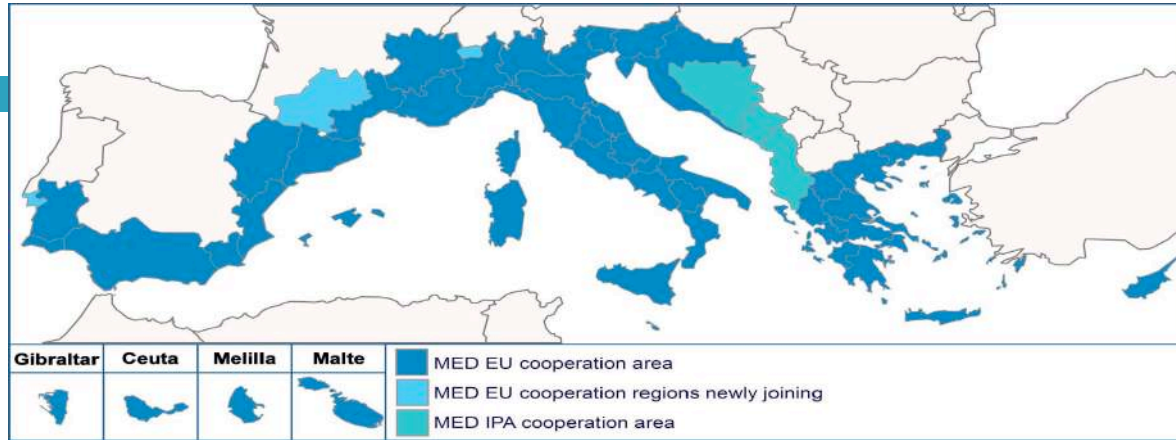 Gibraltar
Ceuta
Melilla
Malte
MED EU cooperation area
MED EU cooperation regions newly joining
MED IPA cooperation area